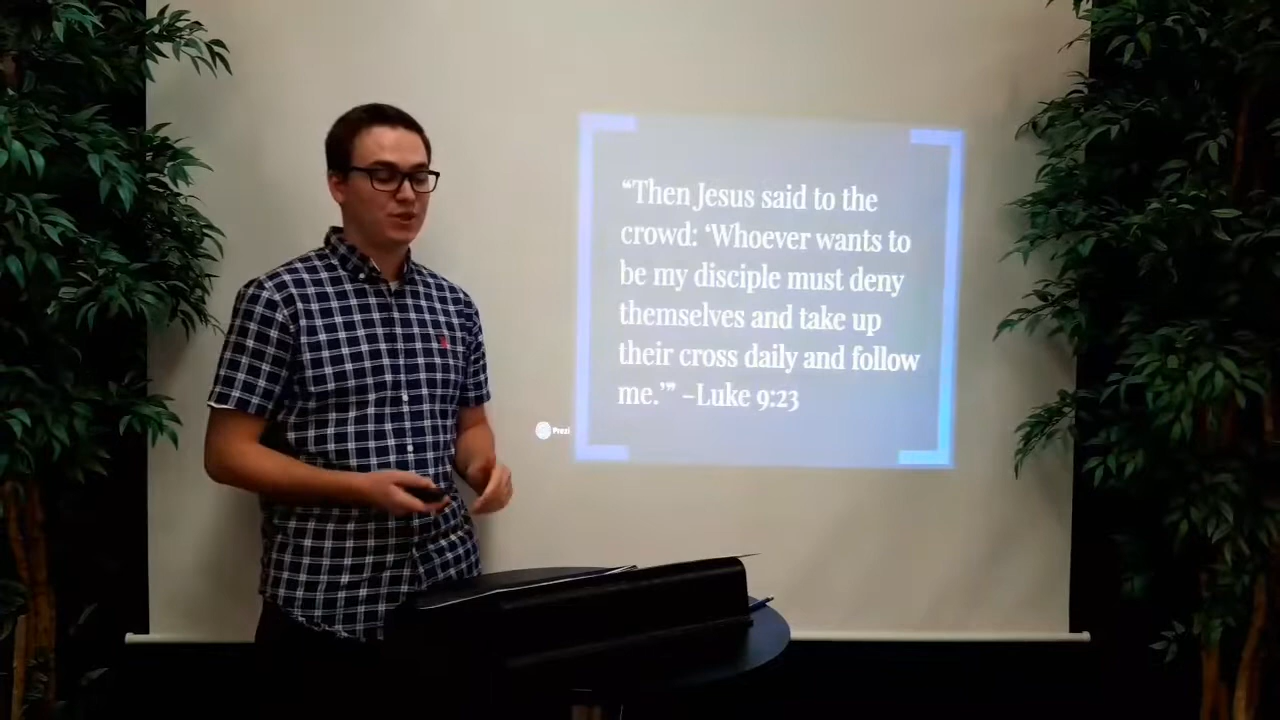 “Then Jesus said to the
crowd: ‘Whoever wants to
be my disciple must deny
themselves and take up
their cross daily and follow
me.’” –Luke 9:23
Prezi